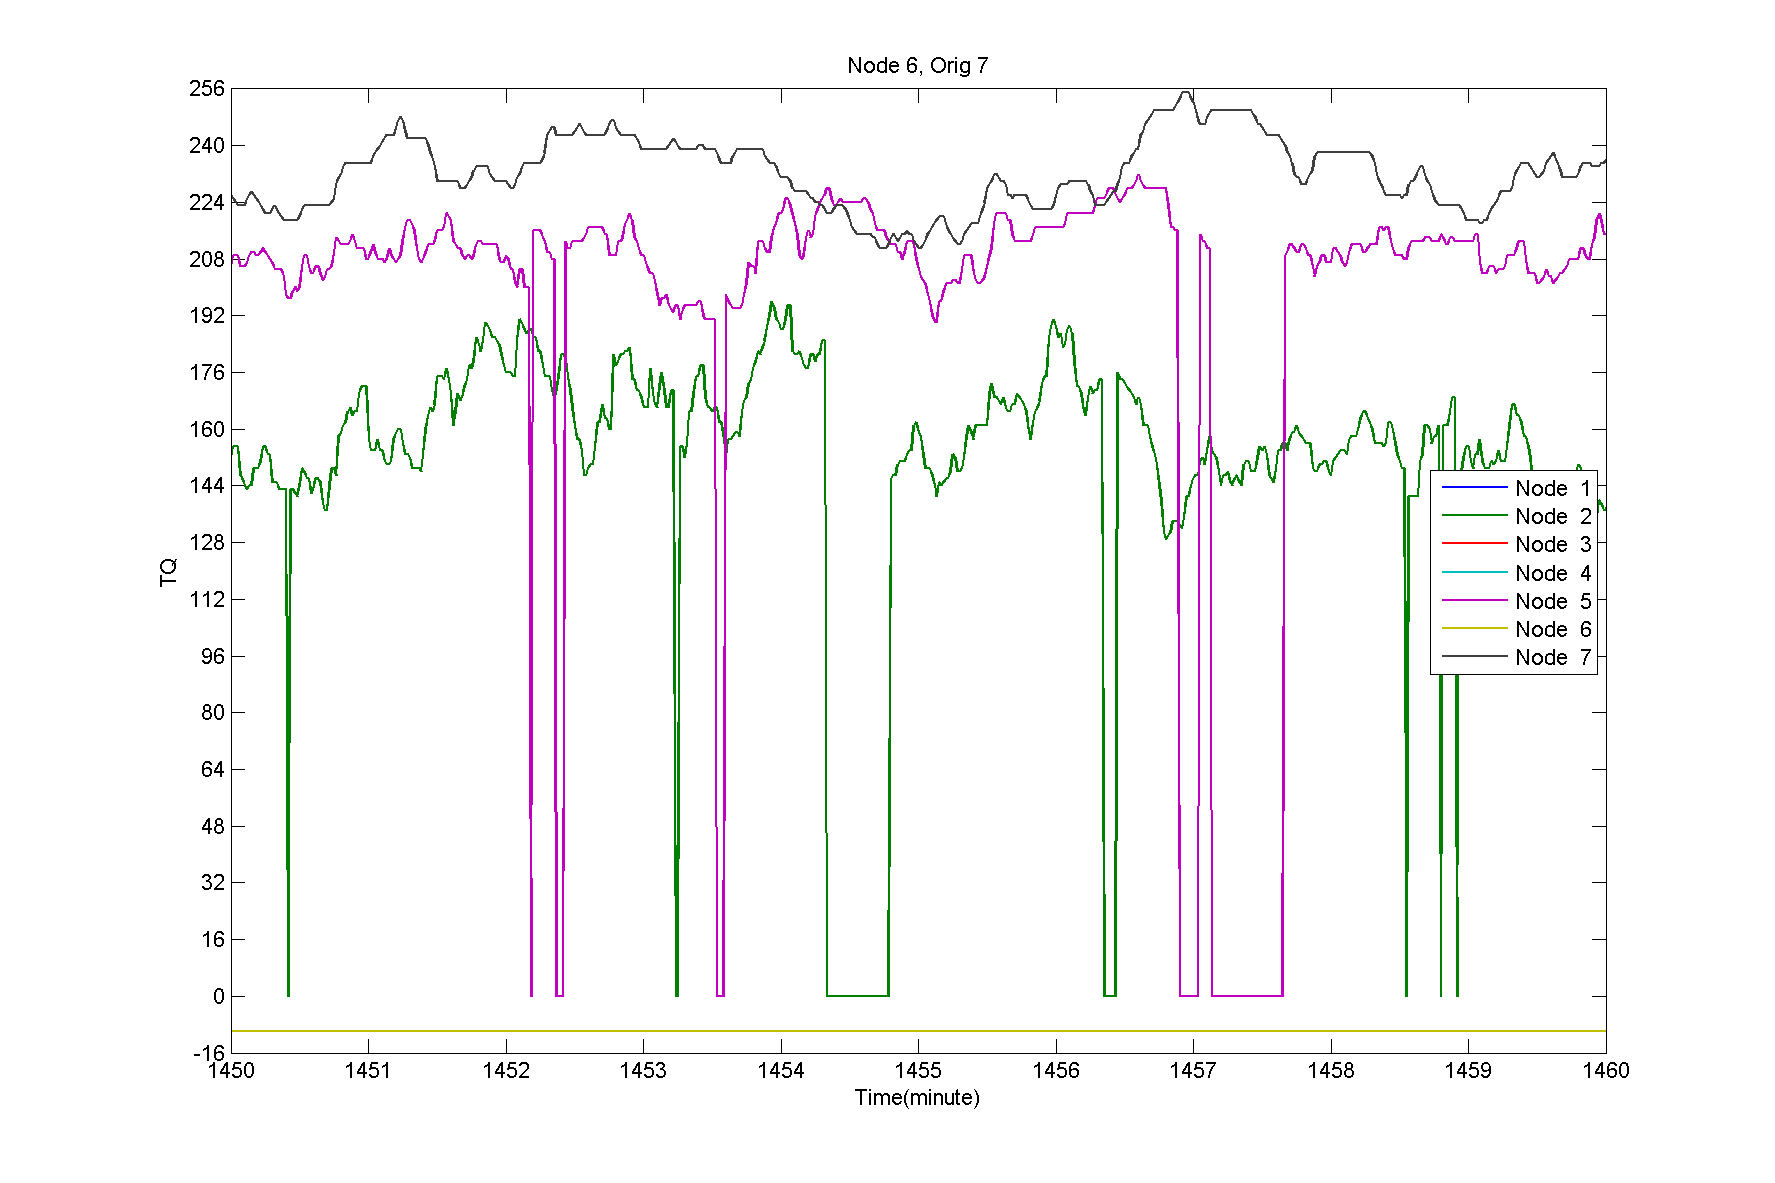 Node 6, Orig 7
256
240
224
208
192
176
160
144
128
112
96
80
64
48
32
16
0
-16
TQ
Node 1
Node 2
Node 3
Node 4
Node 5
Node 6
Node 7
1450 1451 1452 1453 1454 1455 1456 1457 1458 1459 1460
Time(minute)